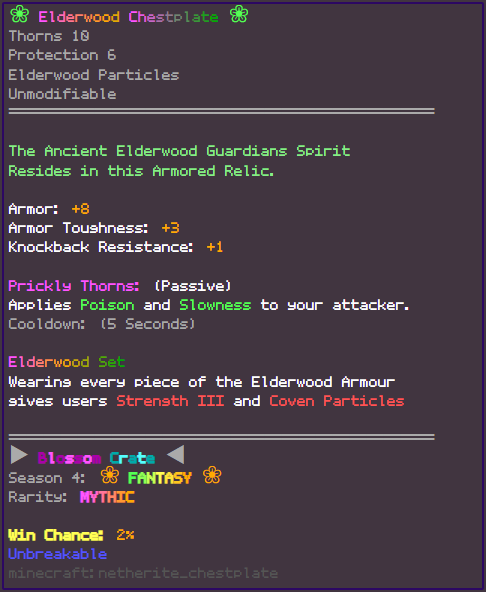 ❀ Elderwood Chestplate ❀
Thorns 10
Protection 6
Elderwood Particles
Unmodifiable
The Ancient Elderwood Guardians Spirit
Resides in this Armored Relic.
Armor: +8
Armor Toughness: +3
Knockback Resistance: +1
Prickly Thorns: (Passive)
Applies Poison and Slowness to your attacker.
Cooldown: (5 Seconds)
Elderwood Set
Wearing every piece of the Elderwood Armour
gives users Strength III and Coven Particles
▶ Blossom Crate ◀
Season 4: ❀ FANTASY ❀
Rarity: MYTHIC
Win Chance: 2%
Unbreakable
minecraft:netherite_chestplate